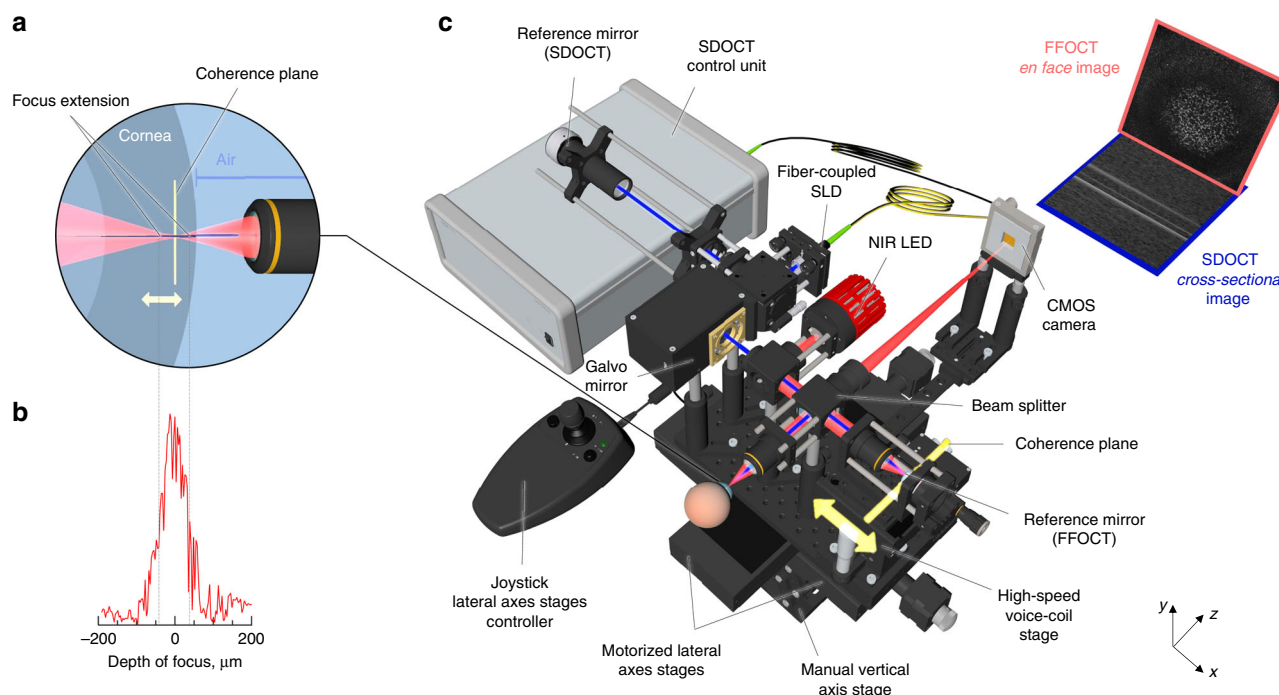 a
Coherence plane
Focus extension
Cornea
Air
b
−200
0
200
Depth of focus, μm
c
Reference mirror
(SDOCT)
SDOCT
control unit
Fiber-coupled
SLD
NIR LED
FFOCT
en face image
SDOCT
cross-sectional
image
CMOS
camera
Galvo
mirror
Beam splitter
Coherence plane
Reference mirror
(FFOCT)
High-speed
voice-coil
stage
Joystick
lateral axes stages
controller
Motorized lateral
axes stages
Manual vertical
axis stage
y
z
x